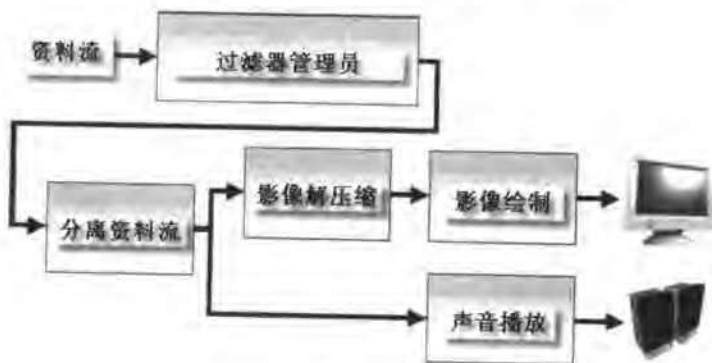 资料流
过滤器管理员
分离资料流
影像解压缩
影像绘制
声音播放